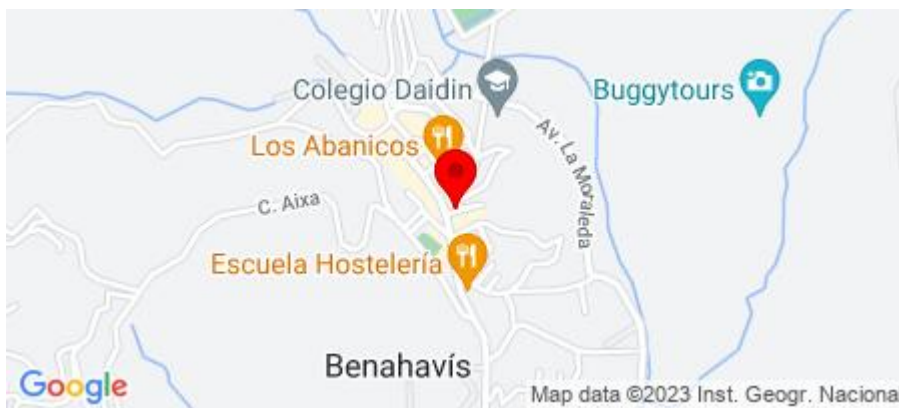 Colegio Daidin
Buggytours
Los Abanicos
Av. La Moraleda
C. Aixa
Escuela Hostelería
Benahavís
Google
Map data ©2023 Inst. Geogr. Naciona